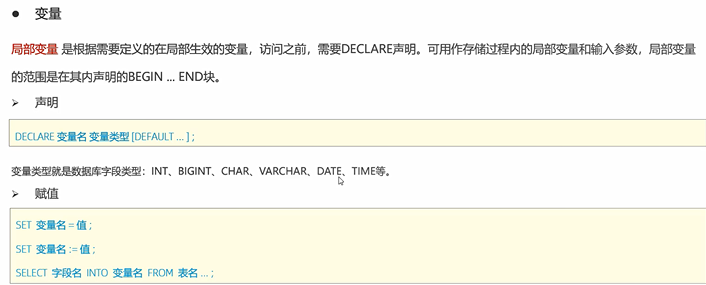 ● 变量
局部变量 是根据需要定义的在局部生效的变量，访问之前，需要DECLARE声明。可用作存储过程内的局部变量和输入参数，局部变量
的范围是在其内声明的BEGIN ... END块。
➢ 声明
DECLARE 变量名 变量类型 [DEFAULT ... ] ;
变量类型就是数据库字段类型：INT、BIGINT、CHAR、VARCHAR、DATE、TIME等。
➢ 赋值
SET 变量名 = 值 ;
SET 变量名 := 值 ;
SELECT 字段名 INTO 变量名 FROM 表名 ... ;